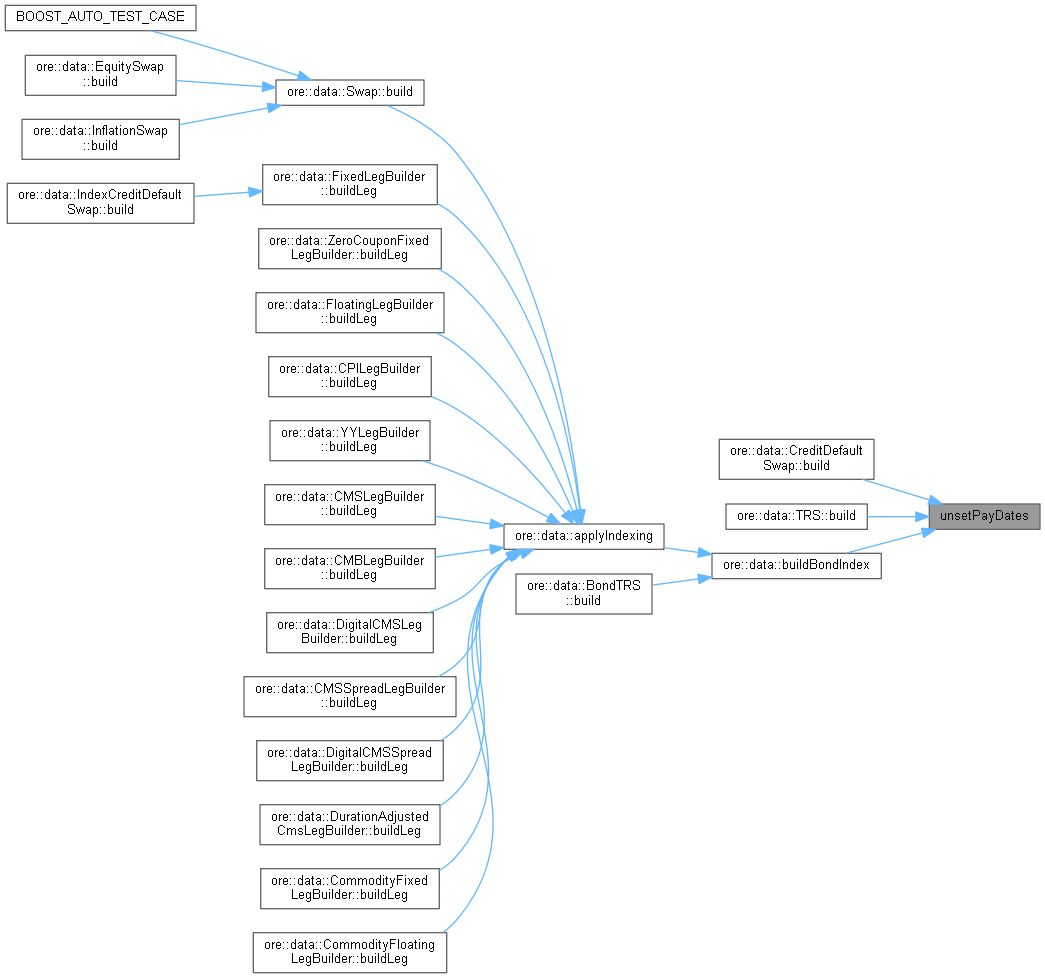 BOOST_AUTO_TEST_CASE
ore::data::EquitySwap
::build
ore::data::Swap::build
ore::data::InflationSwap
::build
ore::data::FixedLegBuilder
::buildLeg
ore::data::IndexCreditDefault
Swap::build
ore::data::ZeroCouponFixed
LegBuilder::buildLeg
ore::data::FloatingLegBuilder
::buildLeg
ore::data::CPILegBuilder
::buildLeg
ore::data::YYLegBuilder
::buildLeg
ore::data::CreditDefault
Swap::build
ore::data::CMSLegBuilder
::buildLeg
ore::data::TRS::build
unsetPayDates
ore::data::applyIndexing
ore::data::CMBLegBuilder
::buildLeg
ore::data::buildBondIndex
ore::data::BondTRS
::build
ore::data::DigitalCMSLeg
Builder::buildLeg
ore::data::CMSSpreadLegBuilder
::buildLeg
ore::data::DigitalCMSSpread
LegBuilder::buildLeg
ore::data::DurationAdjusted
CmsLegBuilder::buildLeg
ore::data::CommodityFixed
LegBuilder::buildLeg
ore::data::CommodityFloating
LegBuilder::buildLeg